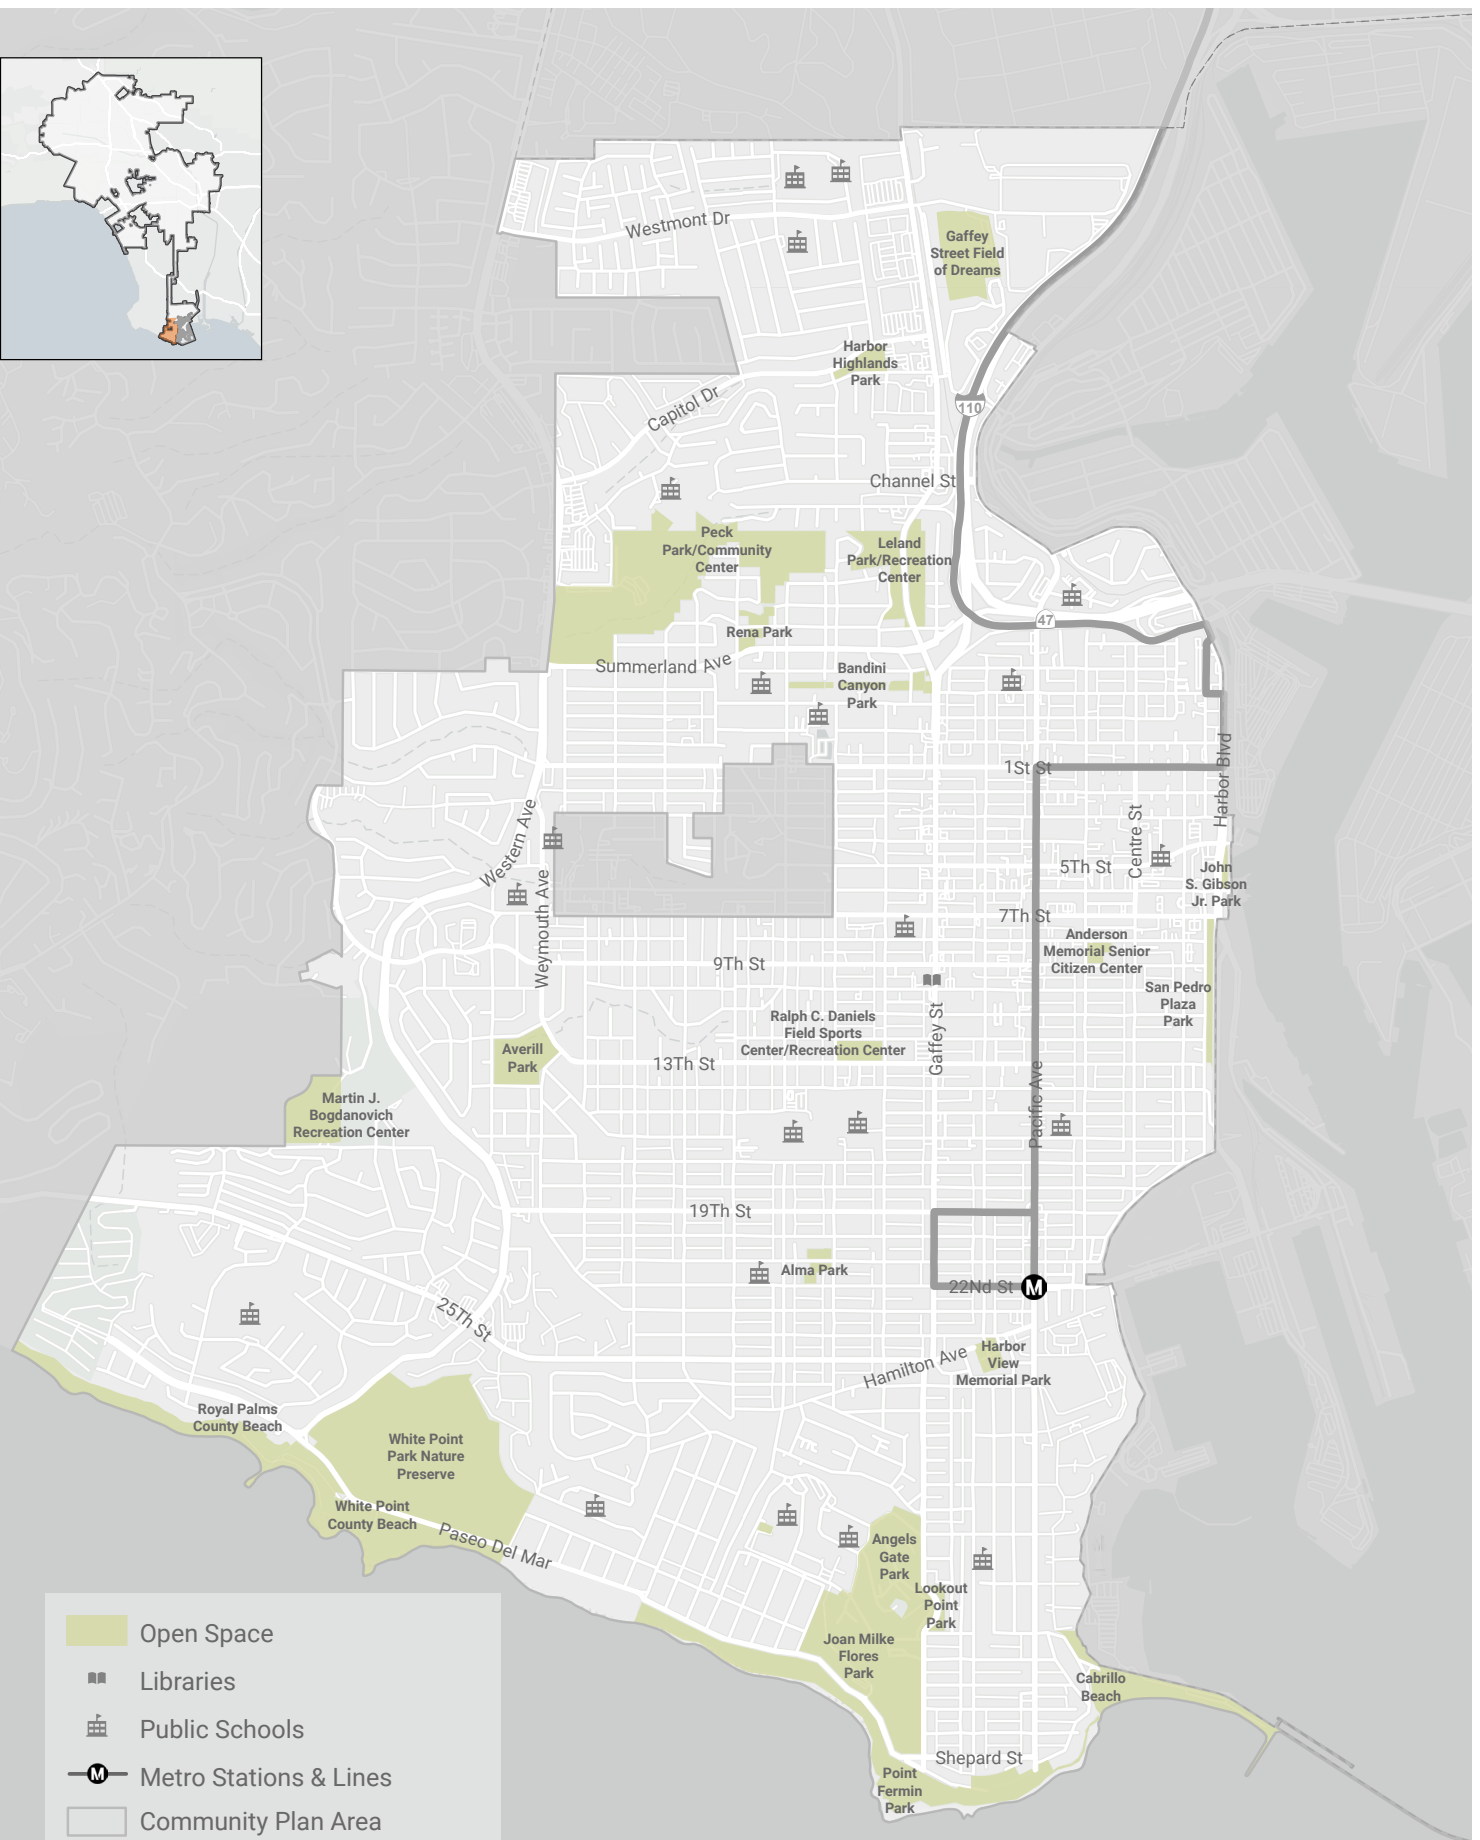 Westmont Dr
Gaffey
Street Field
of Dreams
Harbor
Highlands
Park
Capitol Dr
110
Channel St
Peck
Park/Community
Center
Leland
Park/Recreation
Center
47
Rena Park
Summerland Ave
Bandini
Canyon
Park
1St St
Harbor Blvd
Western Ave
Centre St
5Th St
John
S. Gibson
Jr. Park
Weymouth Ave
7Th St
Anderson
Memorial Senior
Citizen Center
9Th St
San Pedro
Plaza
Park
Ralph C. Daniels
Field Sports
Center/Recreation Center
Gaffey St
Averill
Park
13Th St
Pacific Ave
Martin J.
Bogdanovich
Recreation Center
19Th St
Alma Park
22Nd St
M
25Th St
Harbor
View
Memorial Park
Hamilton Ave
Royal Palms
County Beach
White Point
Park Nature
Preserve
White Point
County Beach
Paseo Del Mar
Angels
Gate
Park
Lookout
Point
Park
Joan Milke
Flores
Park
Cabrillo
Beach
Shepard St
Point
Fermin
Park
Open Space
Libraries
Public Schools
M
Metro Stations & Lines
Community Plan Area